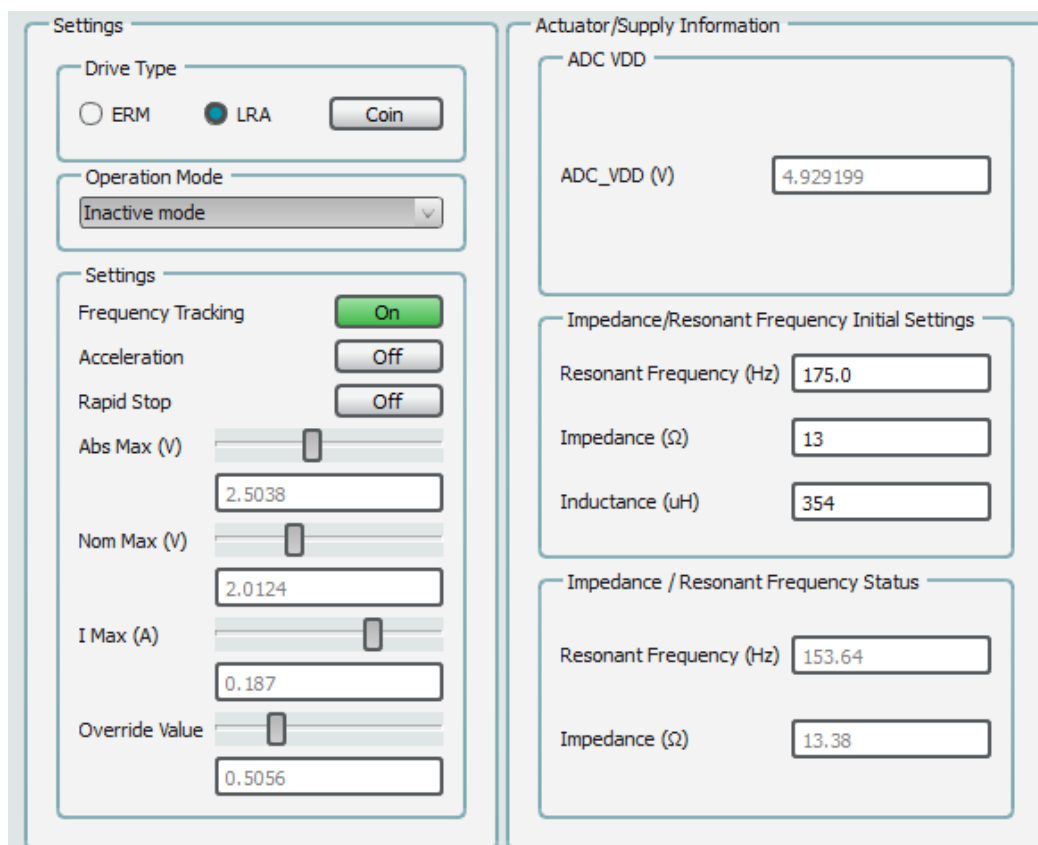 Settings
Drive Type
ERM LRA Coin
Operation Mode
Inactive mode
Settings
Frequency Tracking On
Acceleration Off
Rapid Stop Off
Abs Max (V)
2.5038
Nom Max (V)
2.0124
I Max (A)
0.187
Override Value
0.5056
Actuator/Supply Information
ADC VDD
ADC_VDD (V) 4.929199
Impedance/Resonant Frequency Initial Settings
Resonant Frequency (Hz) 175.0
Impedance (Ω) 13
Inductance (uH) 354
Impedance / Resonant Frequency Status
Resonant Frequency (Hz) 153.64
Impedance (Ω) 13.38